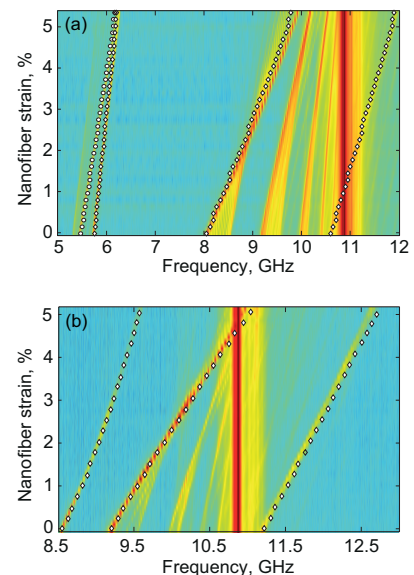 (a)
Nanofiber strain, %
5
4
3
2
1
0
5 6 7 8 9 10 11 12
Frequency, GHz
(b)
Nanofiber strain, %
5
4
3
2
1
0
8.5 9.5 10.5 11.5 12.5
Frequency, GHz